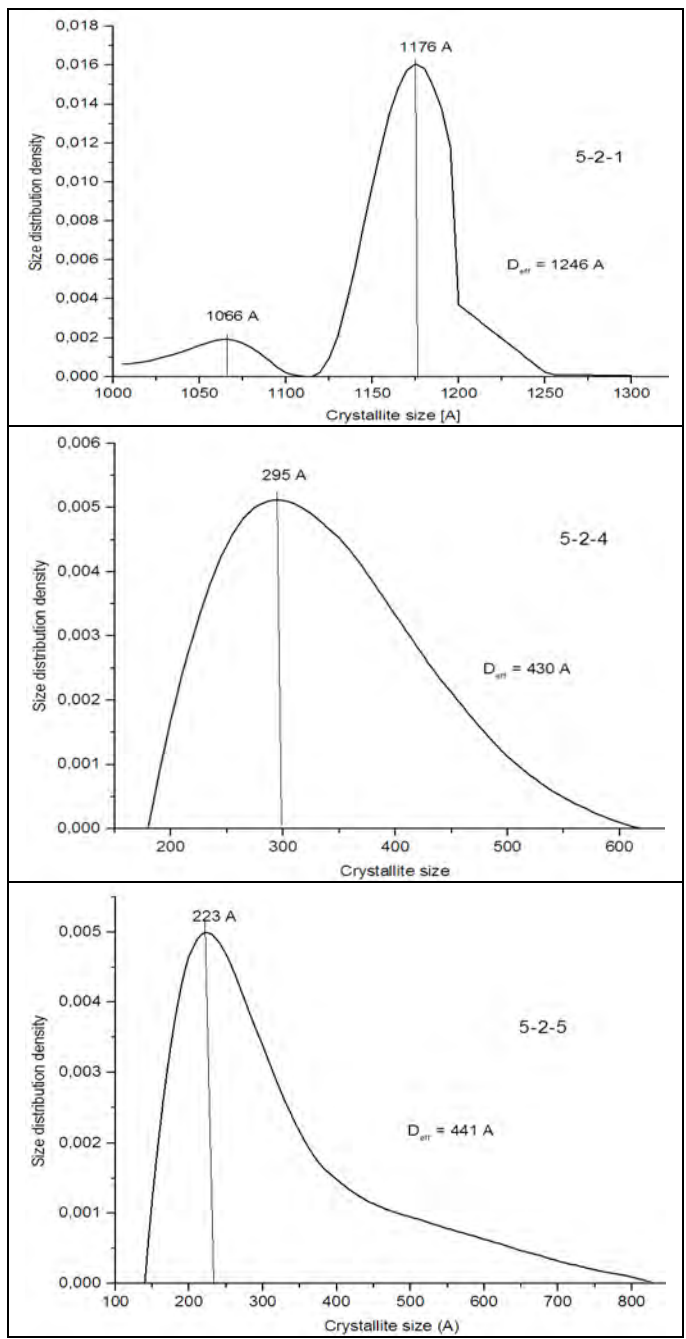 0,018
1176 A
0,016
0,014
0,012
5-2-1
0,010
Size distribution density
0,008
0,006
D_eff = 1246 A
0,004
1066 A
0,002
0,000
1000 1050 1100 1150 1200 1250 1300
Crystallite size [A]
0,006
295 A
0,005
5-2-4
0,004
Size distribution density
0,003
D_eff = 430 A
0,002
0,001
0,000
200 300 400 500 600
Crystallite size
223 A
0,005
0,004
5-2-5
0,003
Size distribution density
D_eff = 441 A
0,002
0,001
0,000
100 200 300 400 500 600 700 800
Crystallite size (A)